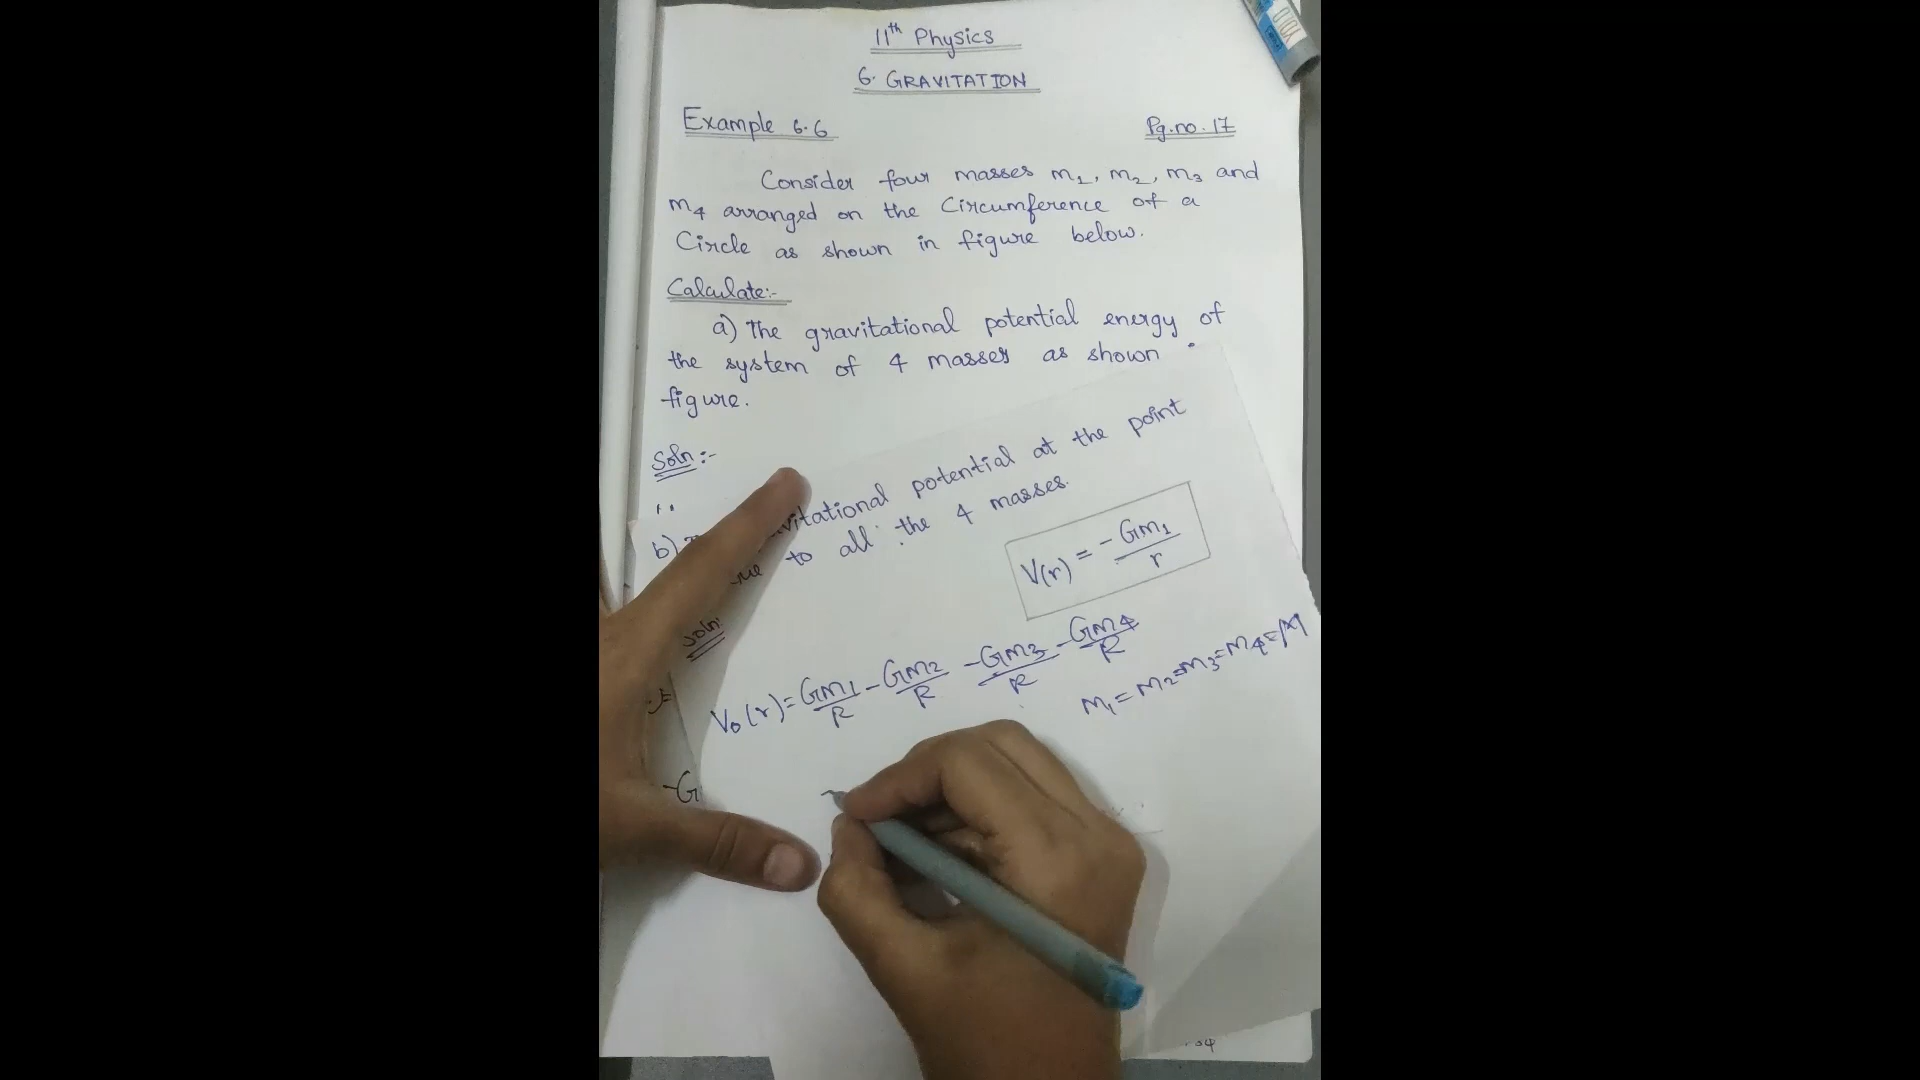 11th Physics
6. GRAVITATION
Example 6.6
Pg.no. 17
Consider four masses m1, m2, m3 and
m4 arranged on the Circumference of a
Circle as shown in figure below.
Calculate:-
a) The gravitational potential energy of
the system of 4 masses as shown
figure.
Soln:-
b) vitational potential at the point
ue to all the 4 masses.
V(r) = - Gm1/r
Soln:
V0(r) = Gm1/R - Gm2/R - Gm3/R - Gm4/R
m1 = m2 = m3 = m4 = M
-G